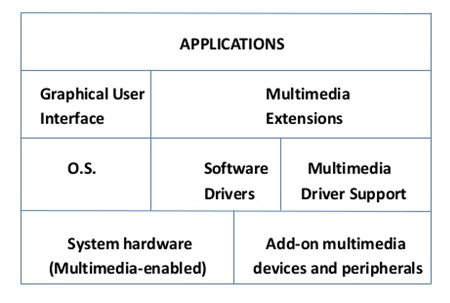 APPLICATIONS
Graphical User
Interface
Multimedia
Extensions
O.S.
Software
Drivers
Multimedia
Driver Support
System hardware
(Multimedia-enabled)
Add-on multimedia
devices and peripherals